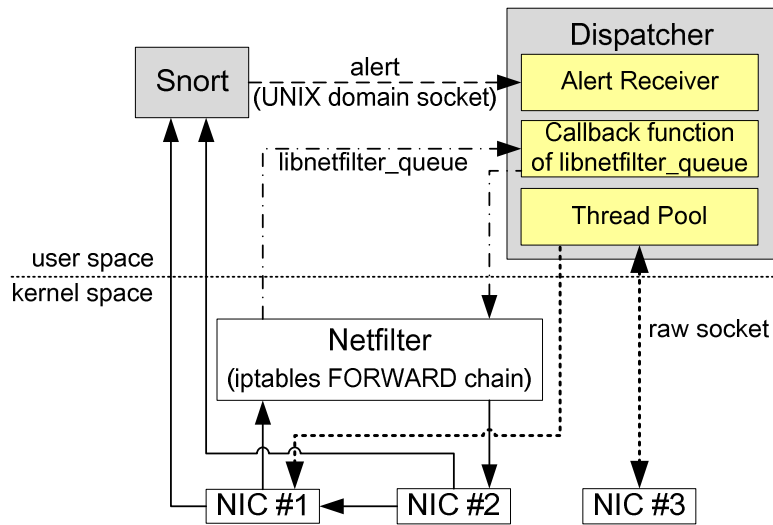 Dispatcher
Snort
alert
(UNIX domain socket)
Alert Receiver
Callback function
of libnetfilter_queue
libnetfilter_queue
Thread Pool
user space
kernel space
Netfilter
(iptables FORWARD chain)
raw socket
NIC #1
NIC #2
NIC #3